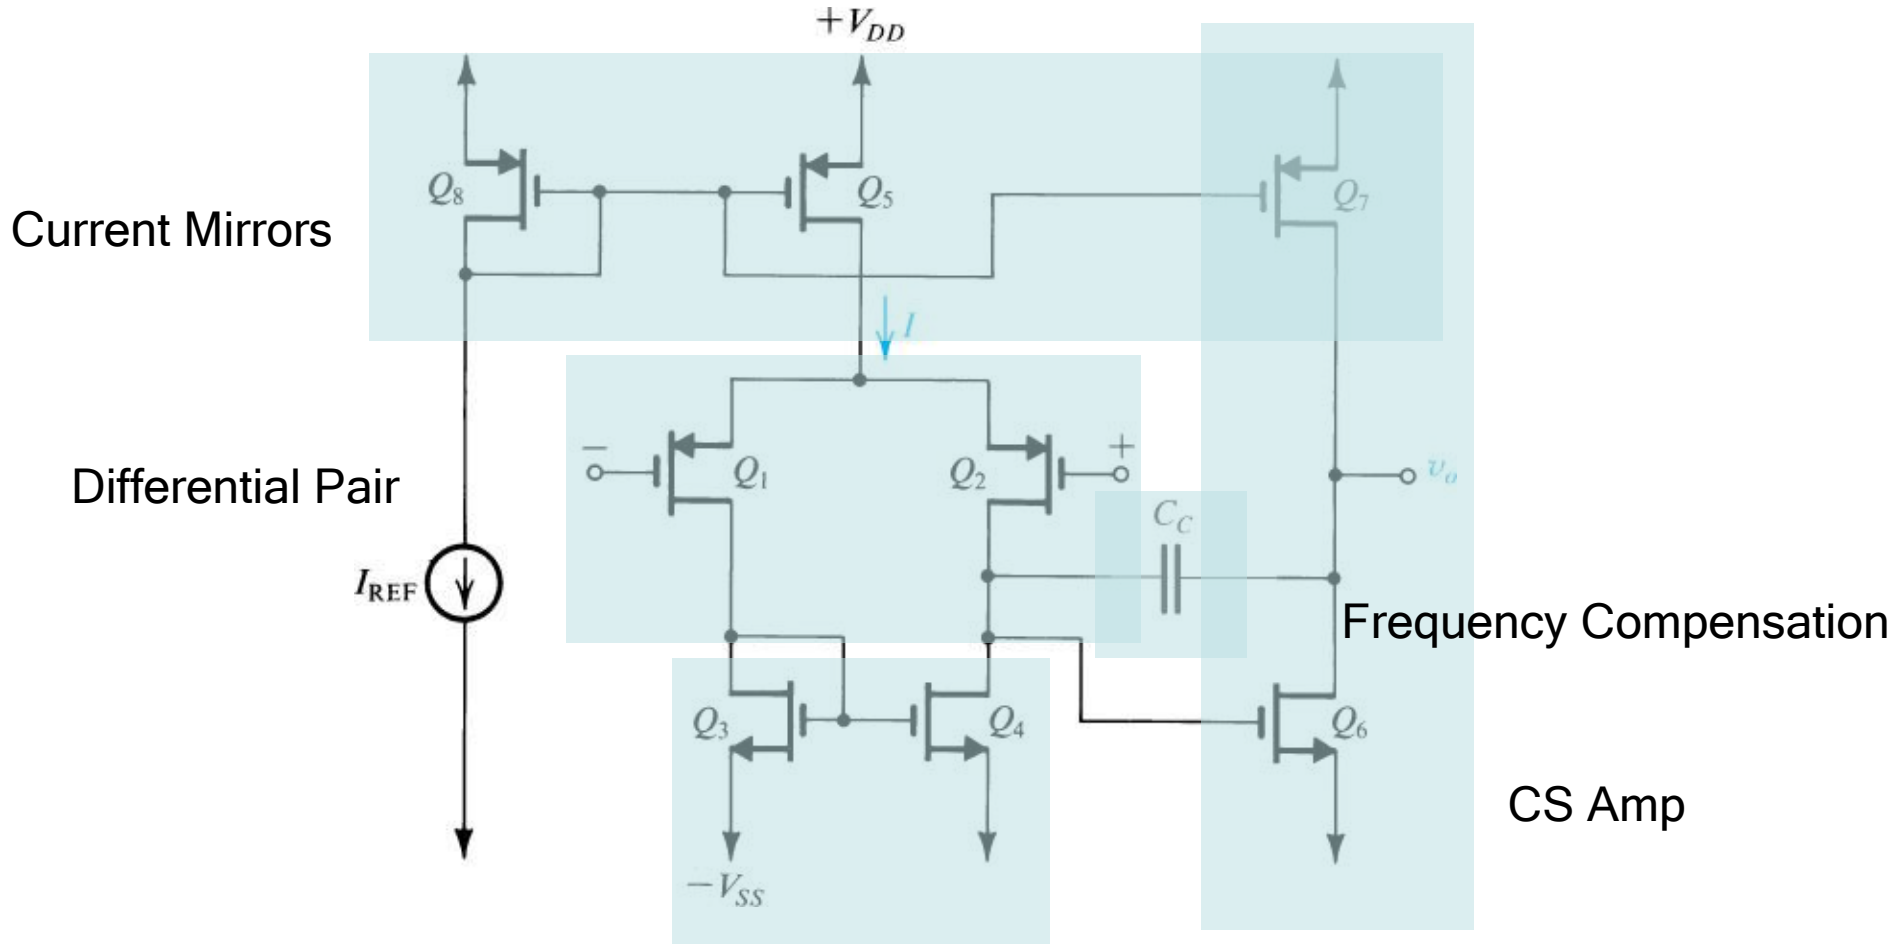 +V_DD
Q_8
Q_5
Q_7
Current Mirrors
I
−
Q_1
Q_2
+
v_o
Differential Pair
C_C
I_REF
Frequency Compensation
Q_3
Q_4
Q_6
CS Amp
−V_SS